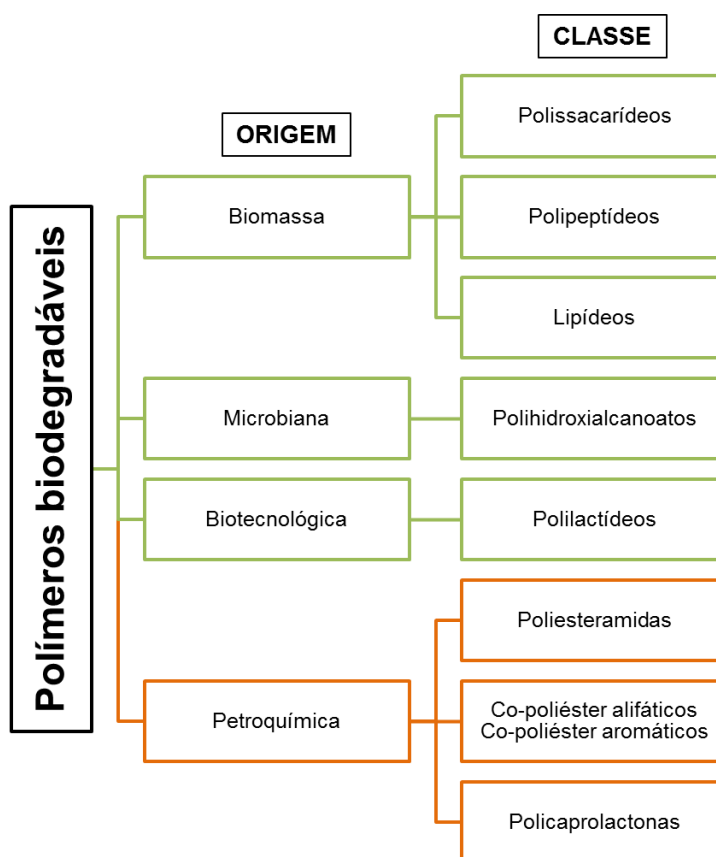 CLASSE
ORIGEM
Polímeros biodegradáveis
Biomassa
Polissacarídeos
Polipeptídeos
Lipídeos
Microbiana
Polihidroxialcanoatos
Biotecnológica
Polilactídeos
Petroquímica
Poliesteramidas
Co-poliéster alifáticos
Co-poliéster aromáticos
Policaprolactonas